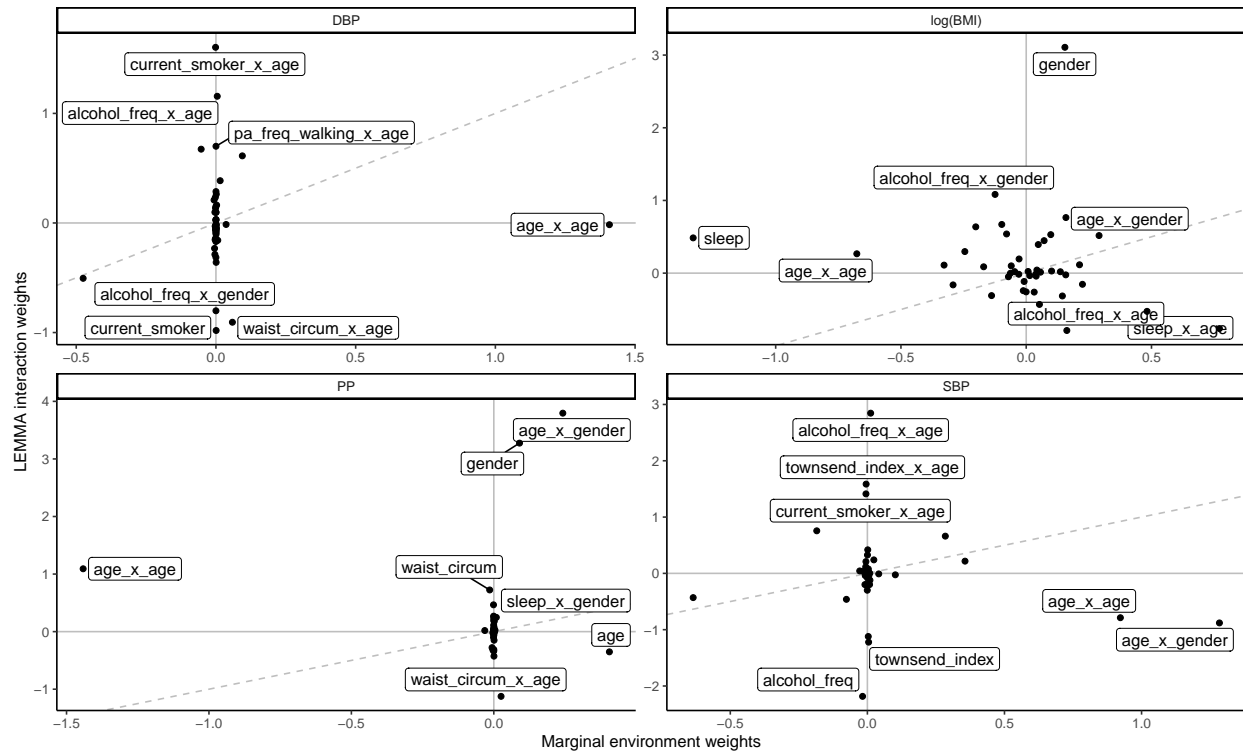 DBP
log(BMI)
current_smoker_x_age
alcohol_freq_x_age
pa_freq_walking_x_age
age_x_age
alcohol_freq_x_gender
current_smoker
waist_circum_x_age
1
0
−1
−0.5
0.0
0.5
1.0
1.5
gender
alcohol_freq_x_gender
age_x_gender
sleep
age_x_age
alcohol_freq_x_age
sleep_x_age
3
2
1
0
−1.0
−0.5
0.0
0.5
PP
SBP
age_x_gender
gender
age_x_age
waist_circum
sleep_x_gender
age
waist_circum_x_age
4
3
2
1
0
−1
−1.5
−1.0
−0.5
0.0
alcohol_freq_x_age
townsend_index_x_age
current_smoker_x_age
age_x_age
age_x_gender
townsend_index
alcohol_freq
3
2
1
0
−1
−2
−0.5
0.0
0.5
1.0
LEMMA interaction weights
Marginal environment weights